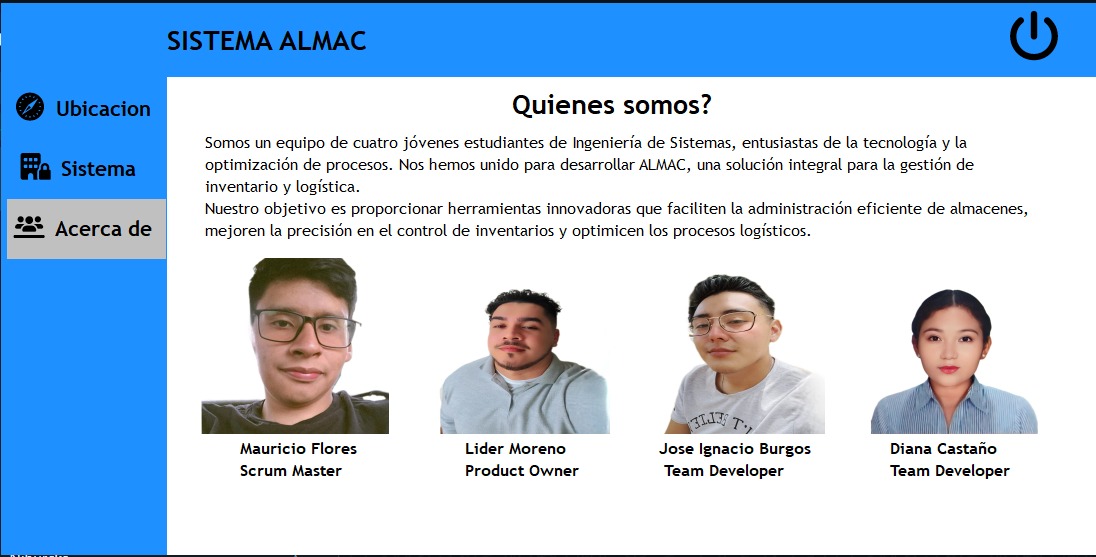 SISTEMA ALMAC
Ubicacion
Sistema
Acerca de
Quienes somos?
Somos un equipo de cuatro jóvenes estudiantes de Ingeniería de Sistemas, entusiastas de la tecnología y la
optimización de procesos. Nos hemos unido para desarrollar ALMAC, una solución integral para la gestión de
inventario y logística.
Nuestro objetivo es proporcionar herramientas innovadoras que faciliten la administración eficiente de almacenes,
mejoren la precisión en el control de inventarios y optimicen los procesos logísticos.
Mauricio Flores
Scrum Master
Lider Moreno
Product Owner
Jose Ignacio Burgos
Team Developer
Diana Castaño
Team Developer